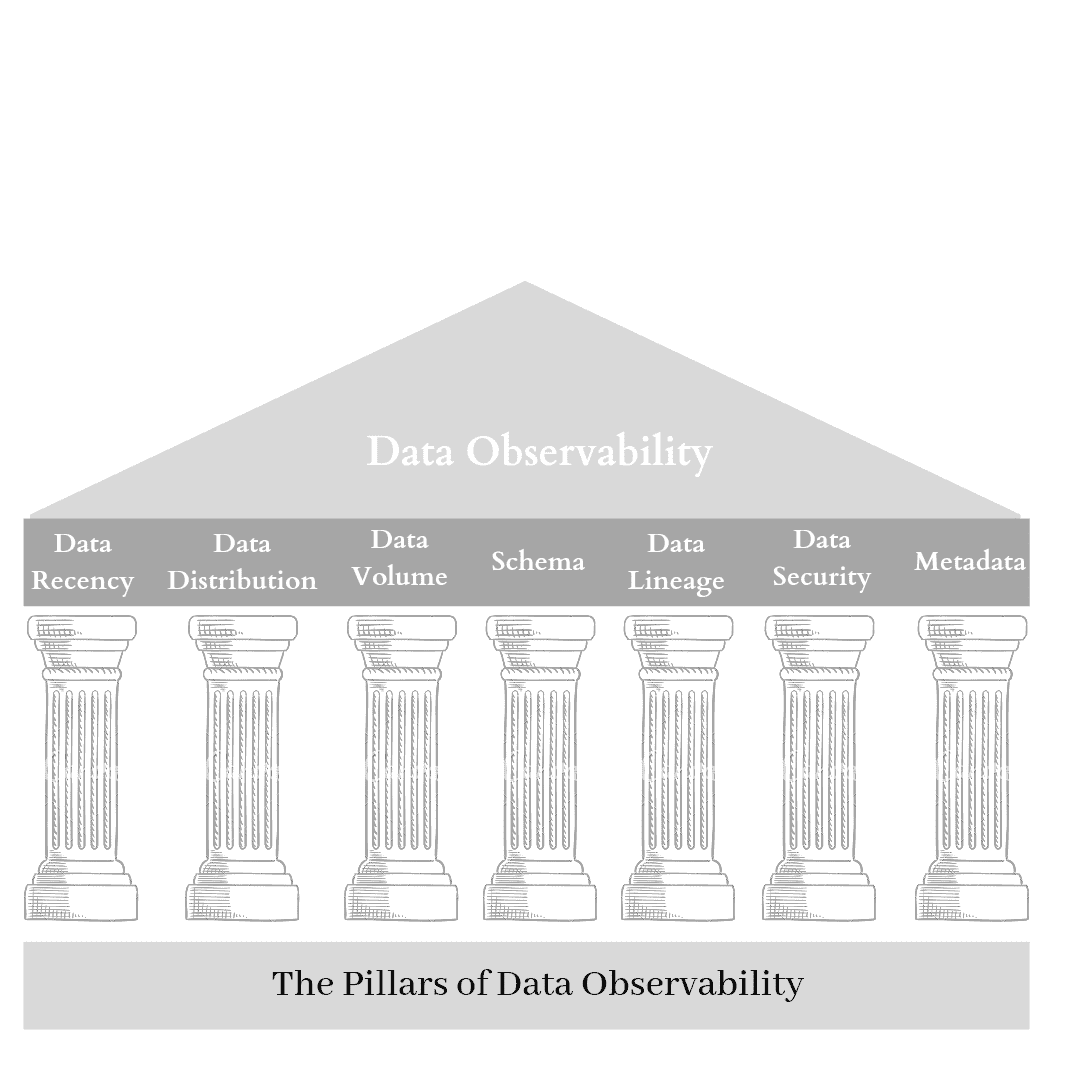 Data Observability
Data
Recency
Data
Distribution
Data
Volume
Schema
Data
Lineage
Data
Security
Metadata
The Pillars of Data Observability